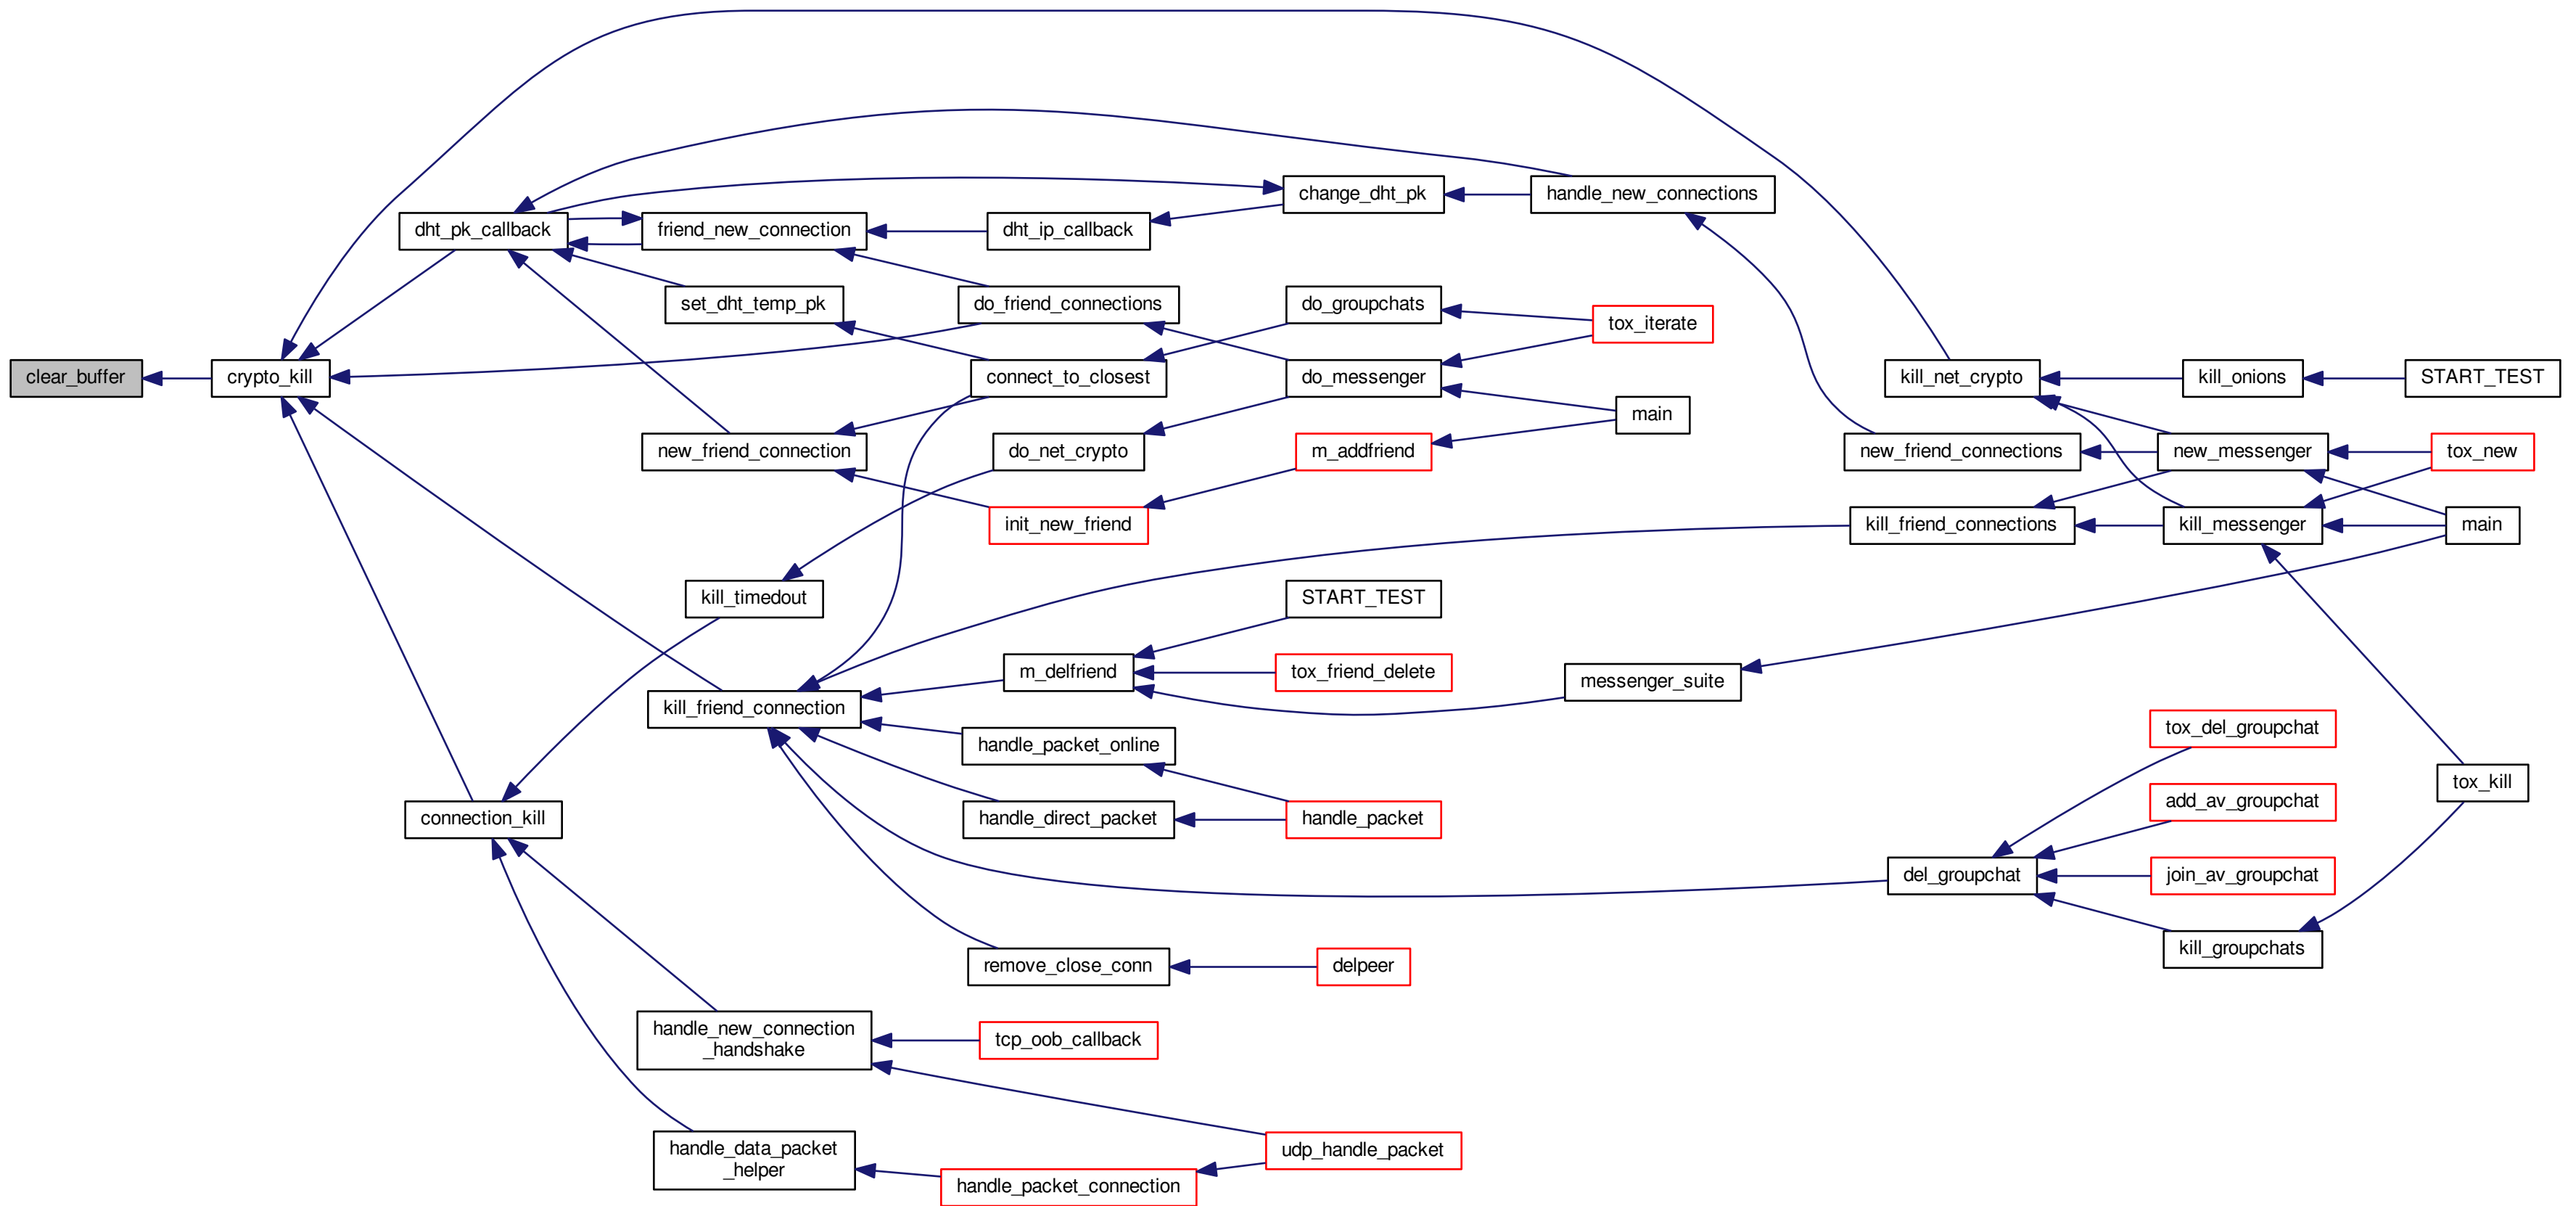 change_dht_pk
handle_new_connections
dht_pk_callback
friend_new_connection
dht_ip_callback
set_dht_temp_pk
do_friend_connections
do_groupchats
tox_iterate
clear_buffer
crypto_kill
connect_to_closest
do_messenger
kill_net_crypto
kill_onions
START_TEST
main
new_friend_connection
do_net_crypto
m_addfriend
new_friend_connections
new_messenger
tox_new
init_new_friend
kill_friend_connections
kill_messenger
main
kill_timedout
START_TEST
m_delfriend
tox_friend_delete
messenger_suite
kill_friend_connection
handle_packet_online
tox_del_groupchat
tox_kill
connection_kill
handle_direct_packet
handle_packet
add_av_groupchat
del_groupchat
join_av_groupchat
kill_groupchats
remove_close_conn
delpeer
handle_new_connection
_handshake
tcp_oob_callback
handle_data_packet
_helper
udp_handle_packet
handle_packet_connection